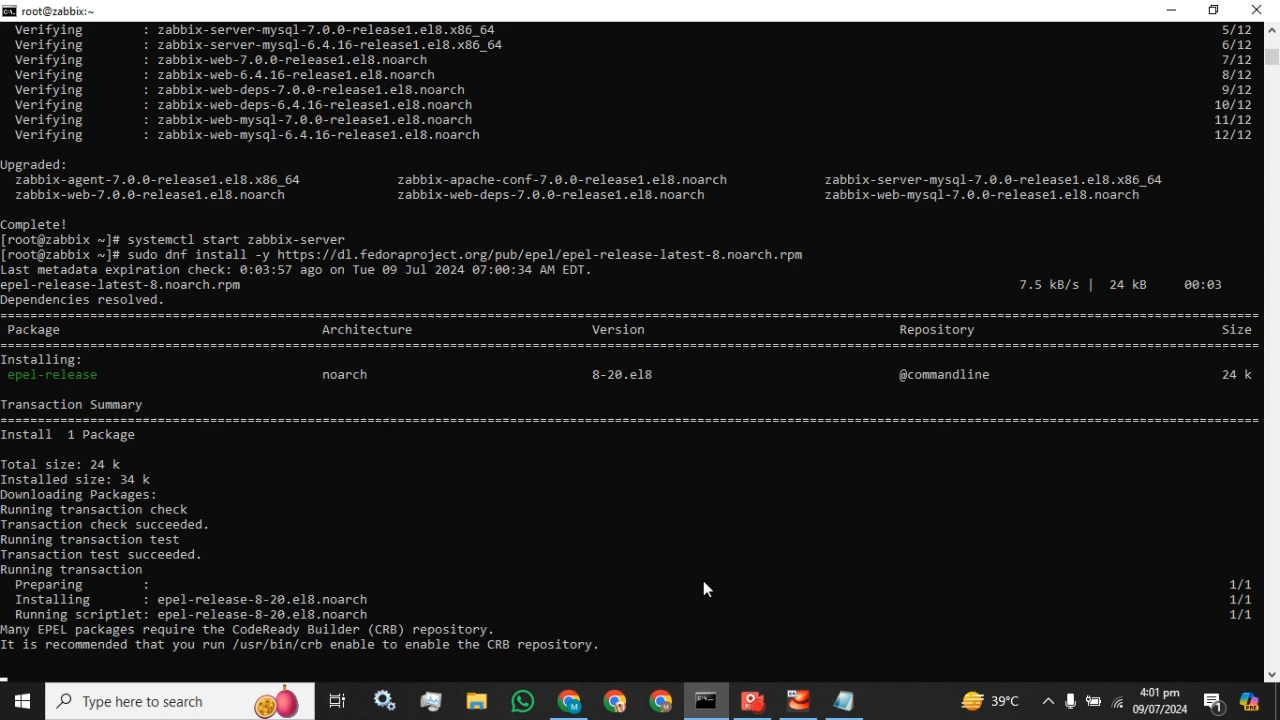 root@zabbix:~
Verifying : zabbix-server-mysql-7.0.0-release1.el8.x86_64 5/12
Verifying : zabbix-server-mysql-6.4.16-release1.el8.x86_64 6/12
Verifying : zabbix-web-7.0.0-release1.el8.noarch 7/12
Verifying : zabbix-web-6.4.16-release1.el8.noarch 8/12
Verifying : zabbix-web-deps-7.0.0-release1.el8.noarch 9/12
Verifying : zabbix-web-deps-6.4.16-release1.el8.noarch 10/12
Verifying : zabbix-web-mysql-7.0.0-release1.el8.noarch 11/12
Verifying : zabbix-web-mysql-6.4.16-release1.el8.noarch 12/12
Upgraded:
zabbix-agent-7.0.0-release1.el8.x86_64 zabbix-apache-conf-7.0.0-release1.el8.noarch zabbix-server-mysql-7.0.0-release1.el8.x86_64
zabbix-web-7.0.0-release1.el8.noarch zabbix-web-deps-7.0.0-release1.el8.noarch zabbix-web-mysql-7.0.0-release1.el8.noarch
Complete!
[root@zabbix ~]# systemctl start zabbix-server
[root@zabbix ~]# sudo dnf install -y https://dl.fedoraproject.org/pub/epel/epel-release-latest-8.noarch.rpm
Last metadata expiration check: 0:03:57 ago on Tue 09 Jul 2024 07:00:34 AM EDT.
epel-release-latest-8.noarch.rpm 7.5 kB/s | 24 kB 00:03
Dependencies resolved.
Package Architecture Version Repository Size
Installing:
epel-release noarch 8-20.el8 @commandline 24 k
Transaction Summary
Install 1 Package
Total size: 24 k
Installed size: 34 k
Downloading Packages:
Running transaction check
Transaction check succeeded.
Running transaction test
Transaction test succeeded.
Running transaction
Preparing : 1/1
Installing : epel-release-8-20.el8.noarch 1/1
Running scriptlet: epel-release-8-20.el8.noarch 1/1
Many EPEL packages require the CodeReady Builder (CRB) repository.
It is recommended that you run /usr/bin/crb enable to enable the CRB repository.
Type here to search
39°C
4:01 pm
09/07/2024
1
PRE